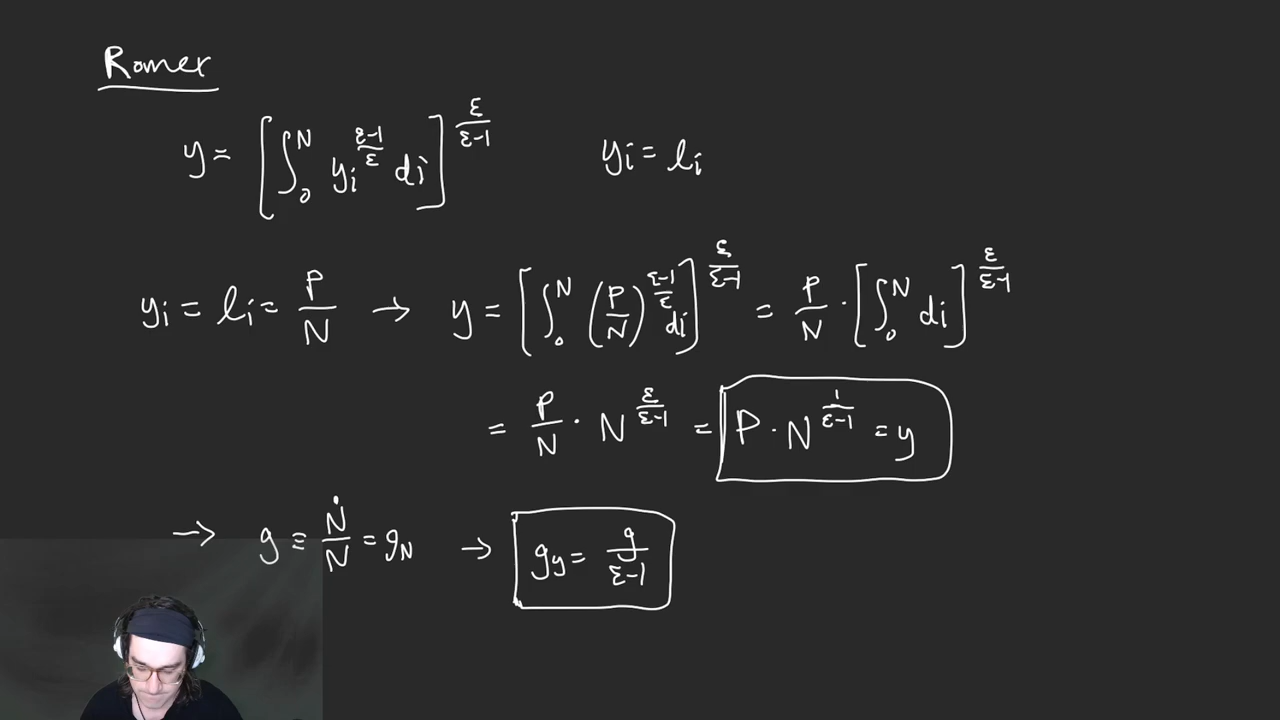 Romer
y = [∫₀ᴺ yᵢ^((ε-1)/ε) di]^(ε/(ε-1)) yᵢ = ℓᵢ
yᵢ = ℓᵢ = P/N → y = [∫₀ᴺ (P/N)^((ε-1)/ε) di]^(ε/(ε-1)) = P/N · [∫₀ᴺ di]^(ε/(ε-1))
= P/N · N^(ε/(ε-1)) = P · N^(1/(ε-1)) = y
→ g ≡ Ṅ/N = g_N → g_y = g/(ε-1)